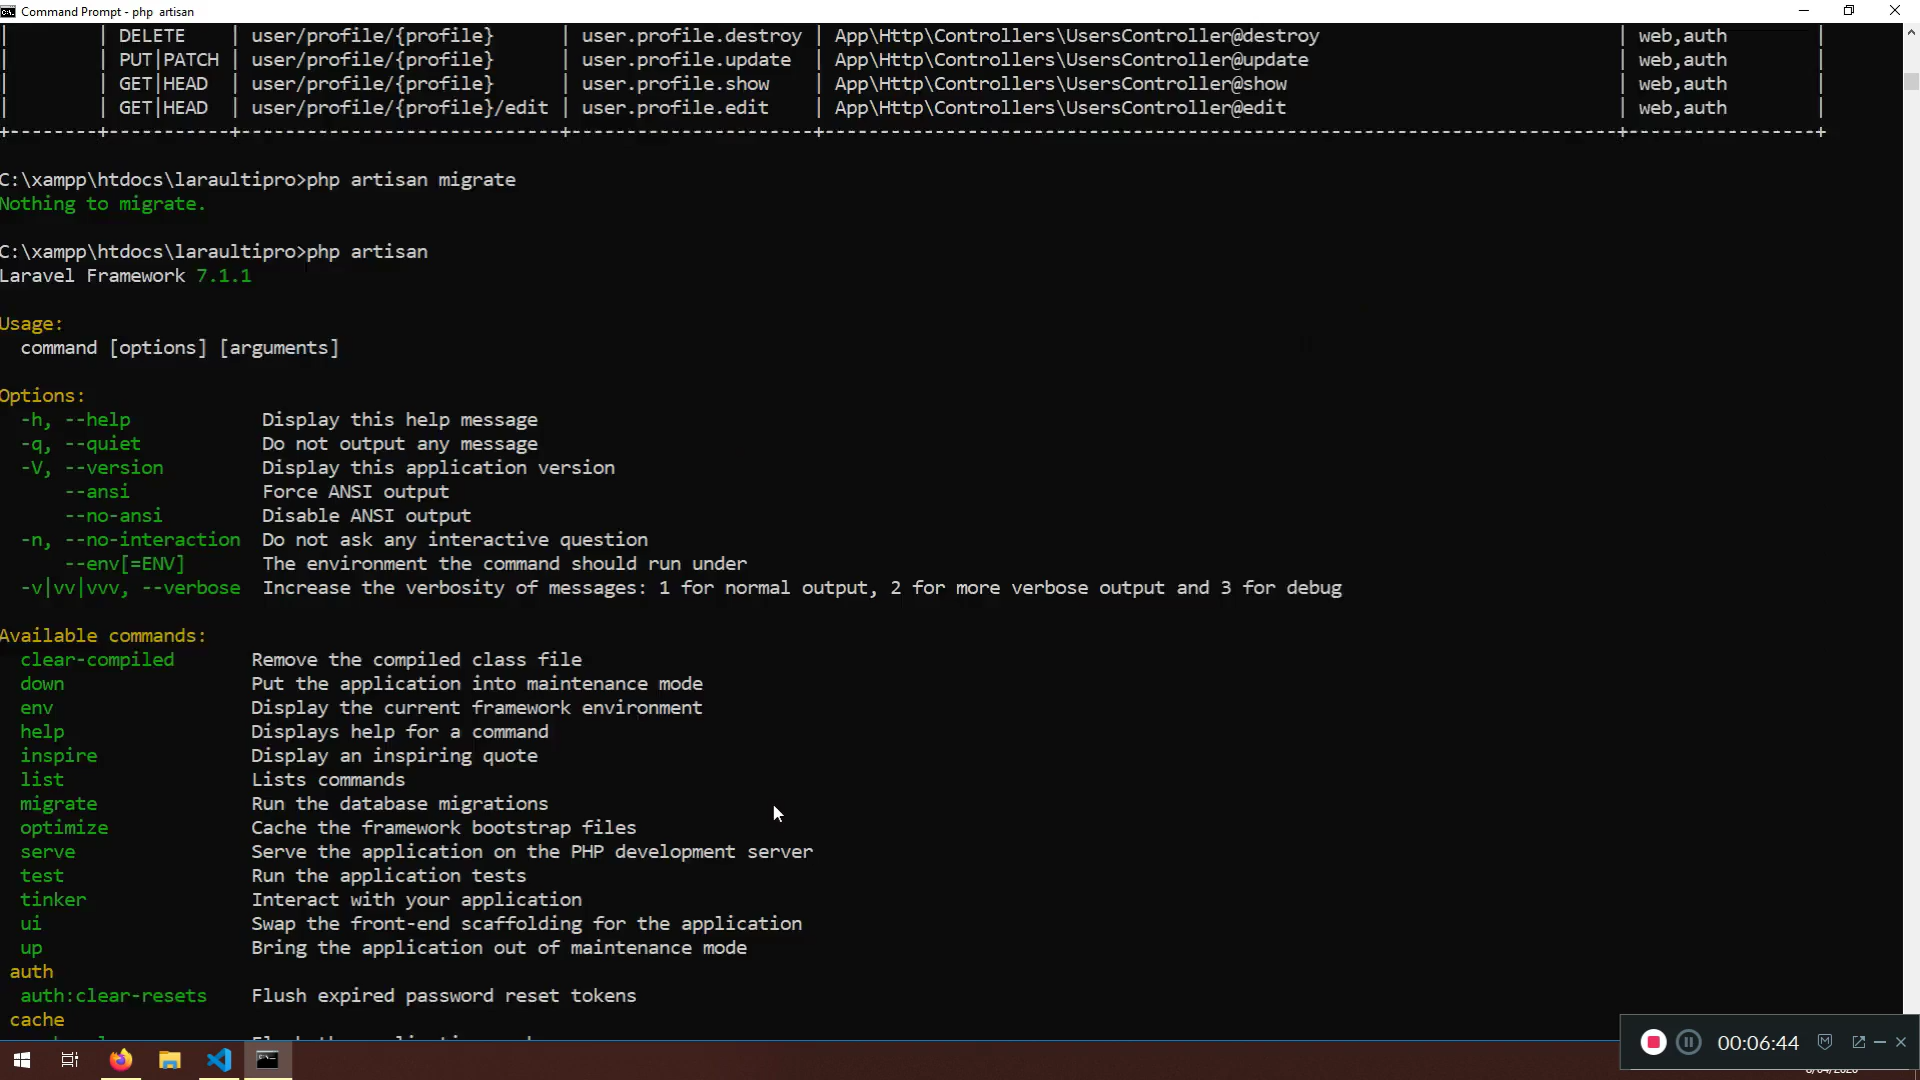 Command Prompt - php artisan
| | DELETE | user/profile/{profile} | user.profile.destroy | App\Http\Controllers\UsersController@destroy | web,auth |
| | PUT|PATCH | user/profile/{profile} | user.profile.update | App\Http\Controllers\UsersController@update | web,auth |
| | GET|HEAD | user/profile/{profile} | user.profile.show | App\Http\Controllers\UsersController@show | web,auth |
| | GET|HEAD | user/profile/{profile}/edit | user.profile.edit | App\Http\Controllers\UsersController@edit | web,auth |
C:\xampp\htdocs\laraultipro>php artisan migrate
Nothing to migrate.
C:\xampp\htdocs\laraultipro>php artisan
Laravel Framework 7.1.1
Usage:
command [options] [arguments]
Options:
-h, --help Display this help message
-q, --quiet Do not output any message
-V, --version Display this application version
--ansi Force ANSI output
--no-ansi Disable ANSI output
-n, --no-interaction Do not ask any interactive question
--env[=ENV] The environment the command should run under
-v|vv|vvv, --verbose Increase the verbosity of messages: 1 for normal output, 2 for more verbose output and 3 for debug
Available commands:
clear-compiled Remove the compiled class file
down Put the application into maintenance mode
env Display the current framework environment
help Displays help for a command
inspire Display an inspiring quote
list Lists commands
migrate Run the database migrations
optimize Cache the framework bootstrap files
serve Serve the application on the PHP development server
test Run the application tests
tinker Interact with your application
ui Swap the front-end scaffolding for the application
up Bring the application out of maintenance mode
auth
auth:clear-resets Flush expired password reset tokens
cache
00:06:44